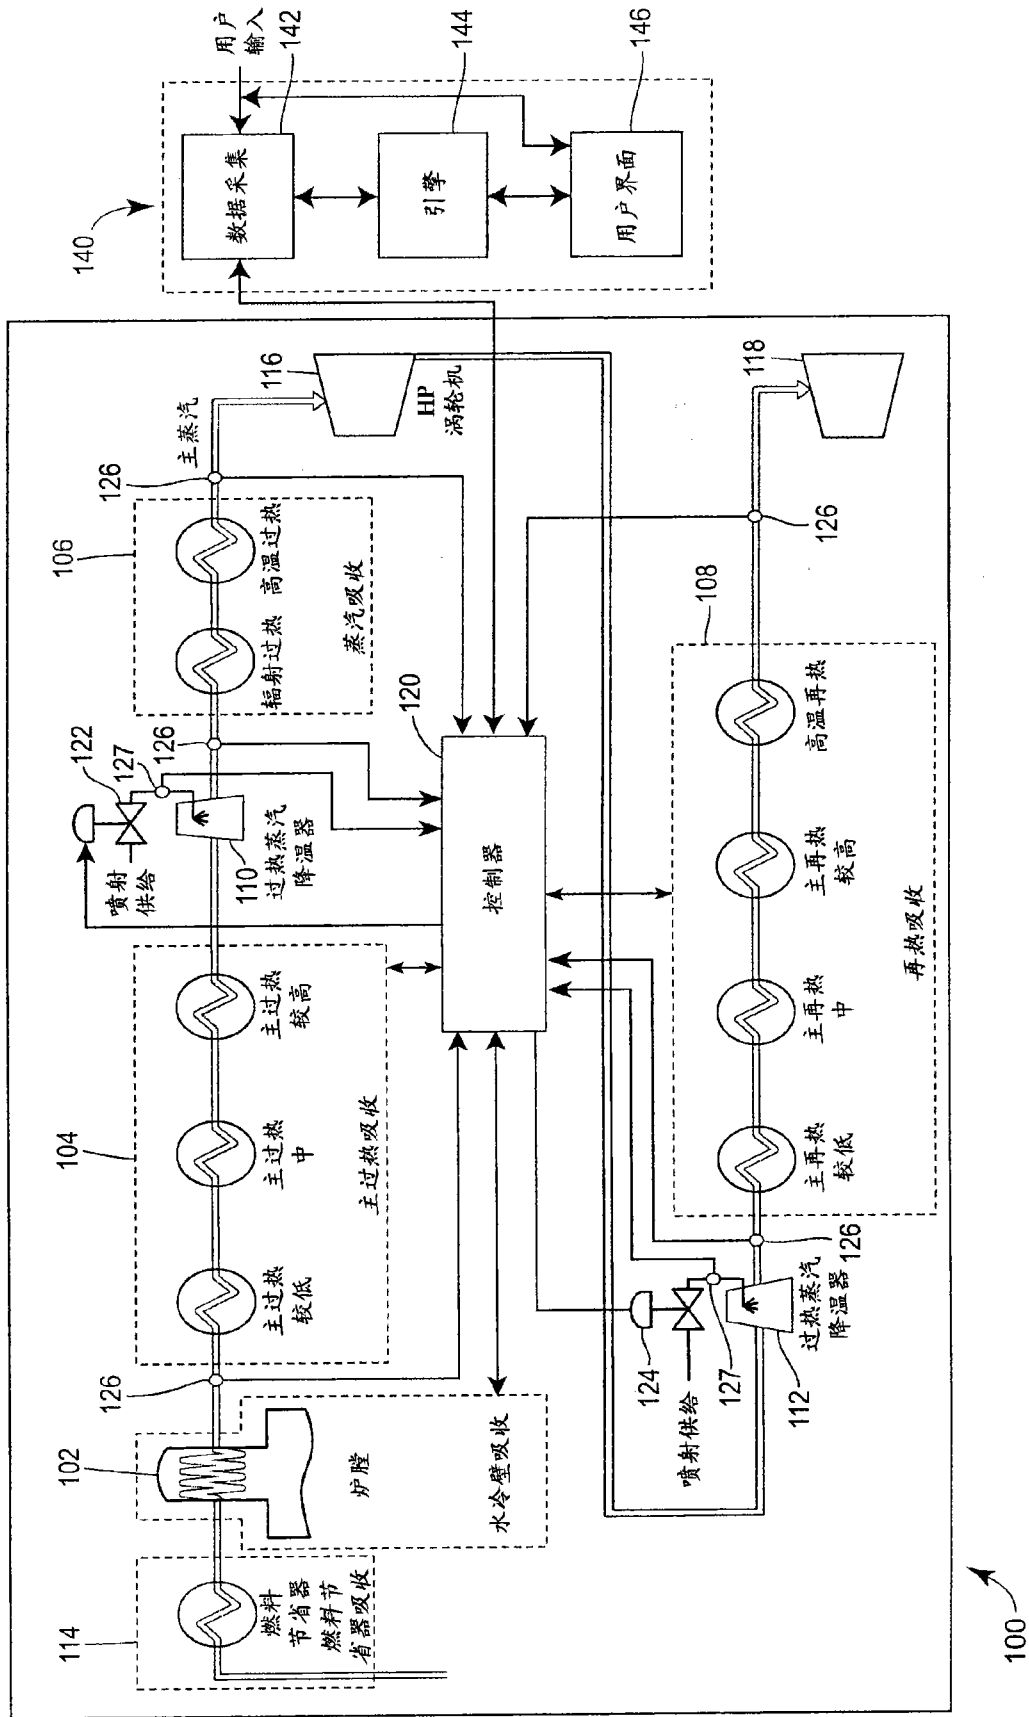 用户
输入
142
144
146
140
数据采集
引擎
用户界面
106
126
主蒸汽
116
HP
涡轮机
118
高温过热
辐射过热
蒸汽吸收
122
127
126
喷射
供给
110
过热蒸汽
降温器
120
控制器
108
126
高温再热
主再热
较高
主再热
中
主再热
较低
再热吸收
104
主过热
较高
主过热
中
主过热
较低
主过热吸收
126
102
炉膛
水冷壁吸收
124
127
喷射供给
126
过热蒸汽
降温器
112
114
燃料
节省器
燃料节
省器吸收
100